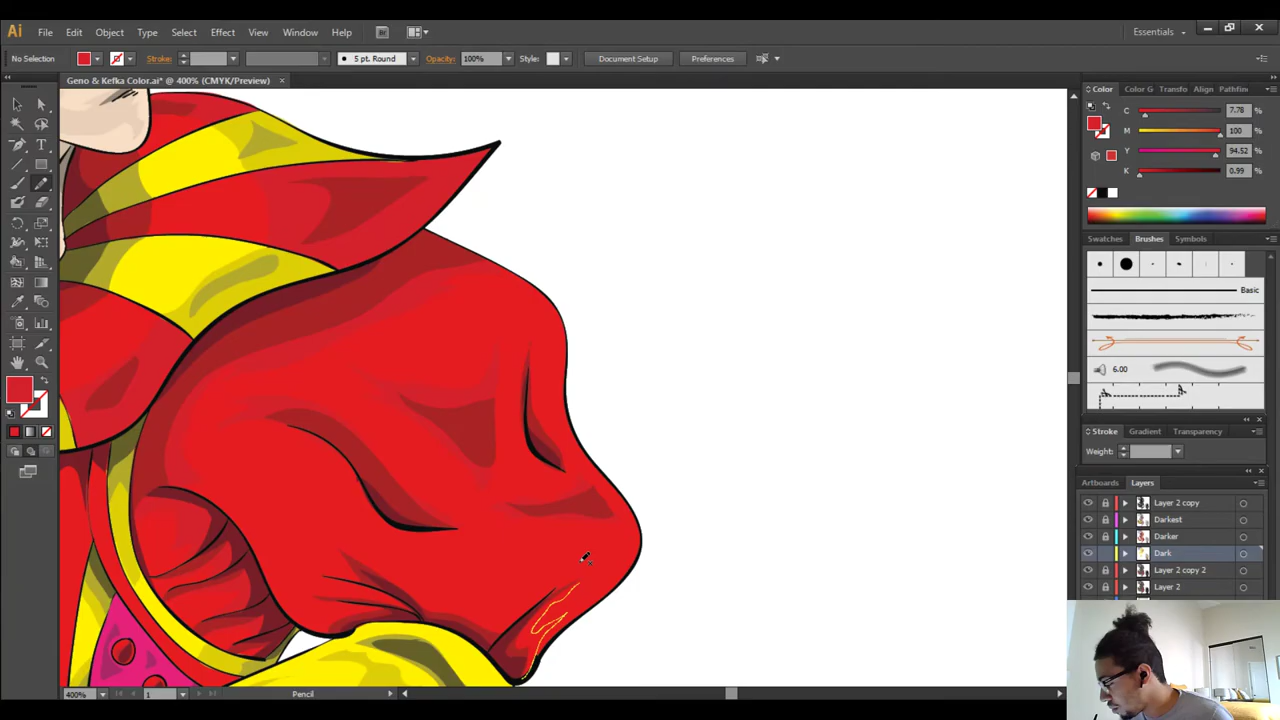 Ai File Edit Object Type Select Effect View Window Help Br Essentials
No Selection Stroke: 5 pt. Round Opacity: 100% Style: Document Setup Preferences
Geno & Kefka Color.ai* @ 400% (CMYK/Preview)
Color Color G Transfo Align Pathfin
C 7.78 %
M 100 %
Y 94.52 %
K 0.99 %
Swatches Brushes Symbols
Basic
6.00
Stroke Gradient Transparency
Weight:
Artboards Layers
Layer 2 copy
Darkest
Darker
Dark
Layer 2 copy 2
Layer 2
400% 1 Pencil